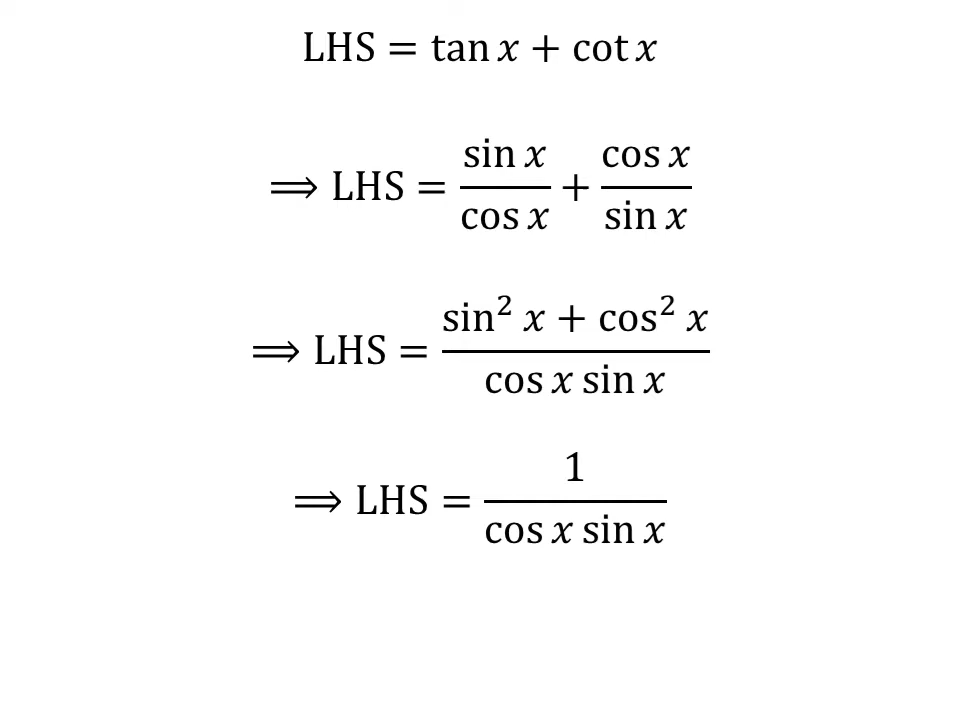 LHS = tan 𝑥 + cot 𝑥
⟹ LHS = sin 𝑥 / cos 𝑥 + cos 𝑥 / sin 𝑥
⟹ LHS = sin² 𝑥 + cos² 𝑥 / cos 𝑥 sin 𝑥
⟹ LHS = 1 / cos 𝑥 sin 𝑥